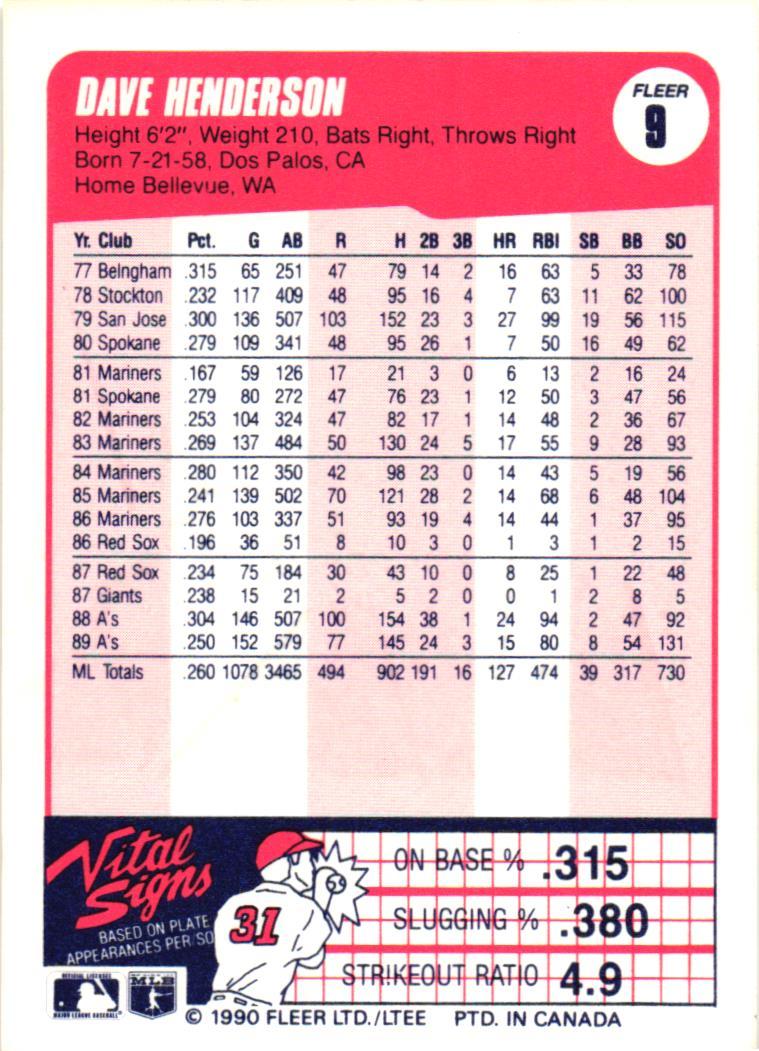 DAVE HENDERSON
FLEER
9
Height 6'2", Weight 210, Bats Right, Throws Right
Born 7-21-58, Dos Palos, CA
Home Bellevue, WA
Yr. Club Pct. G AB R H 2B 3B HR RBI SB BB SO
77 Belngham .315 65 251 47 79 14 2 16 63 5 33 78
78 Stockton .232 117 409 48 95 16 4 7 63 11 62 100
79 San Jose .300 136 507 103 152 23 3 27 99 19 56 115
80 Spokane .279 109 341 48 95 26 1 7 50 16 49 62
81 Mariners .167 59 126 17 21 3 0 6 13 2 16 24
81 Spokane .279 80 272 47 76 23 1 12 50 3 47 56
82 Mariners .253 104 324 47 82 17 1 14 48 2 36 67
83 Mariners .269 137 484 50 130 24 5 17 55 9 28 93
84 Mariners .280 112 350 42 98 23 0 14 43 5 19 56
85 Mariners .241 139 502 70 121 28 2 14 68 6 48 104
86 Mariners .276 103 337 51 93 19 4 14 44 1 37 95
86 Red Sox .196 36 51 8 10 3 0 1 3 1 2 15
87 Red Sox .234 75 184 30 43 10 0 8 25 1 22 48
87 Giants .238 15 21 2 5 2 0 0 1 2 8 5
88 A's .304 146 507 100 154 38 1 24 94 2 47 92
89 A's .250 152 579 77 145 24 3 15 80 8 54 131
ML Totals .260 1078 3465 494 902 191 16 127 474 39 317 730
Vital Signs
BASED ON PLATE
APPEARANCES PER/SO
31
ON BASE % .315
SLUGGING % .380
STRIKEOUT RATIO 4.9
OFFICIAL LICENSEE
MAJOR LEAGUE BASEBALL
MLB
© 1990 FLEER LTD./LTEE PTD. IN CANADA